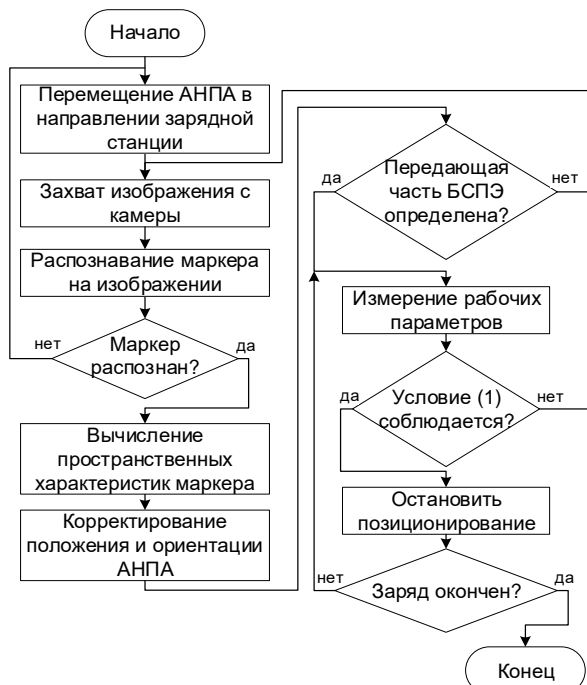 Начало
Перемещение АНПА в
направлении зарядной
станции
Захват изображения с
камеры
Распознавание маркера
на изображении
нет
Маркер
распознан?
да
Вычисление
пространственных
характеристик маркера
Корректирование
положения и ориентации
АНПА
да
Передающая
часть БСПЭ
определена?
нет
Измерение рабочих
параметров
да
Условие (1)
соблюдается?
нет
Остановить
позиционирование
нет
Заряд окончен?
да
Конец